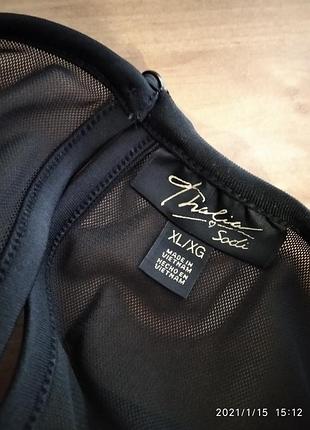 Thalia
Sodi
XL/XG
MADE IN
VIETNAM
HECHO EN
VIETNAM
2021/1/15 15:12